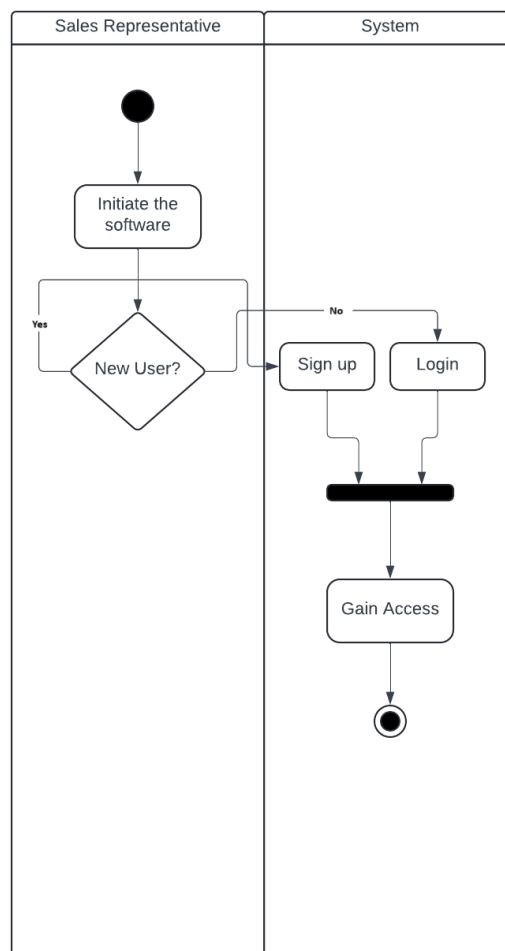 Sales Representative
System
Initiate the
software
Yes
No
New User?
Sign up
Login
Gain Access